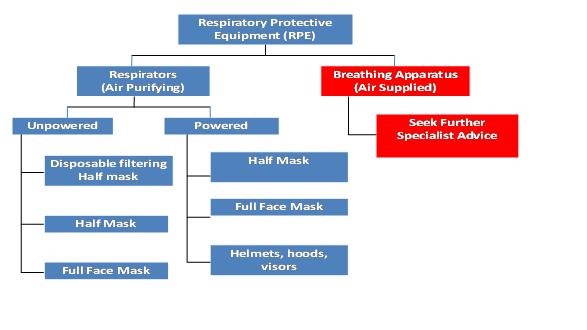 Respiratory Protective
Equipment (RPE)
Respirators
(Air Purifying)
Breathing Apparatus
(Air Supplied)
Unpowered
Powered
Seek Further
Specialist Advice
Disposable filtering
Half mask
Half Mask
Half Mask
Full Face Mask
Full Face Mask
Helmets, hoods,
visors